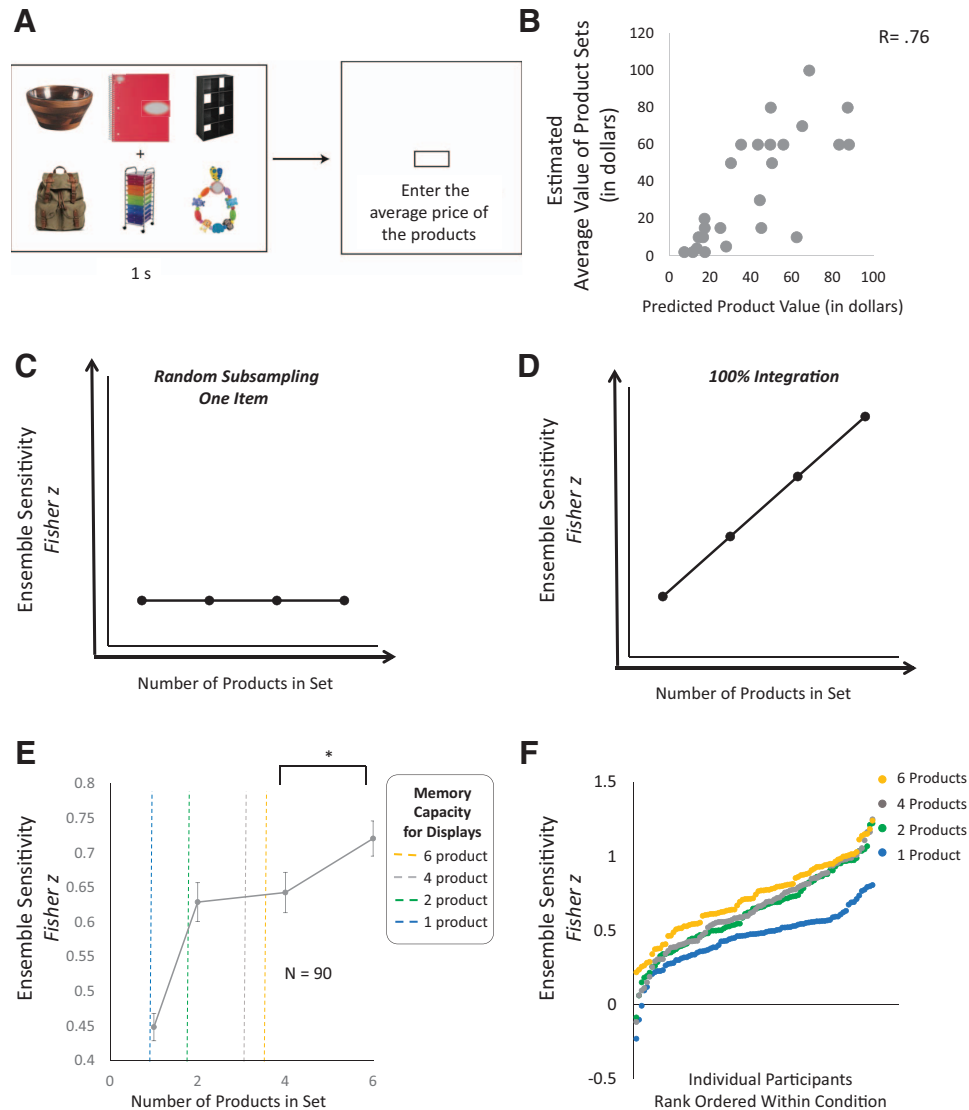 A
+
1 s
Enter the
average price of
the products
B
Estimated
Average Value of Product Sets
(in dollars)
120
100
80
60
40
20
0
R= .76
0
20
40
60
80
100
Predicted Product Value (in dollars)
C
Random Subsampling
One Item
Ensemble Sensitivity
Fisher z
Number of Products in Set
D
100% Integration
Ensemble Sensitivity
Fisher z
Number of Products in Set
E
*
Ensemble Sensitivity
Fisher z
0.8
0.75
0.7
0.65
0.6
0.55
0.5
0.45
0.4
N = 90
Memory
Capacity
for Displays
6 product
4 product
2 product
1 product
0
2
4
6
Number of Products in Set
F
Ensemble Sensitivity
Fisher z
1.5
1
0.5
0
-0.5
6 Products
4 Products
2 Products
1 Product
Individual Participants
Rank Ordered Within Condition